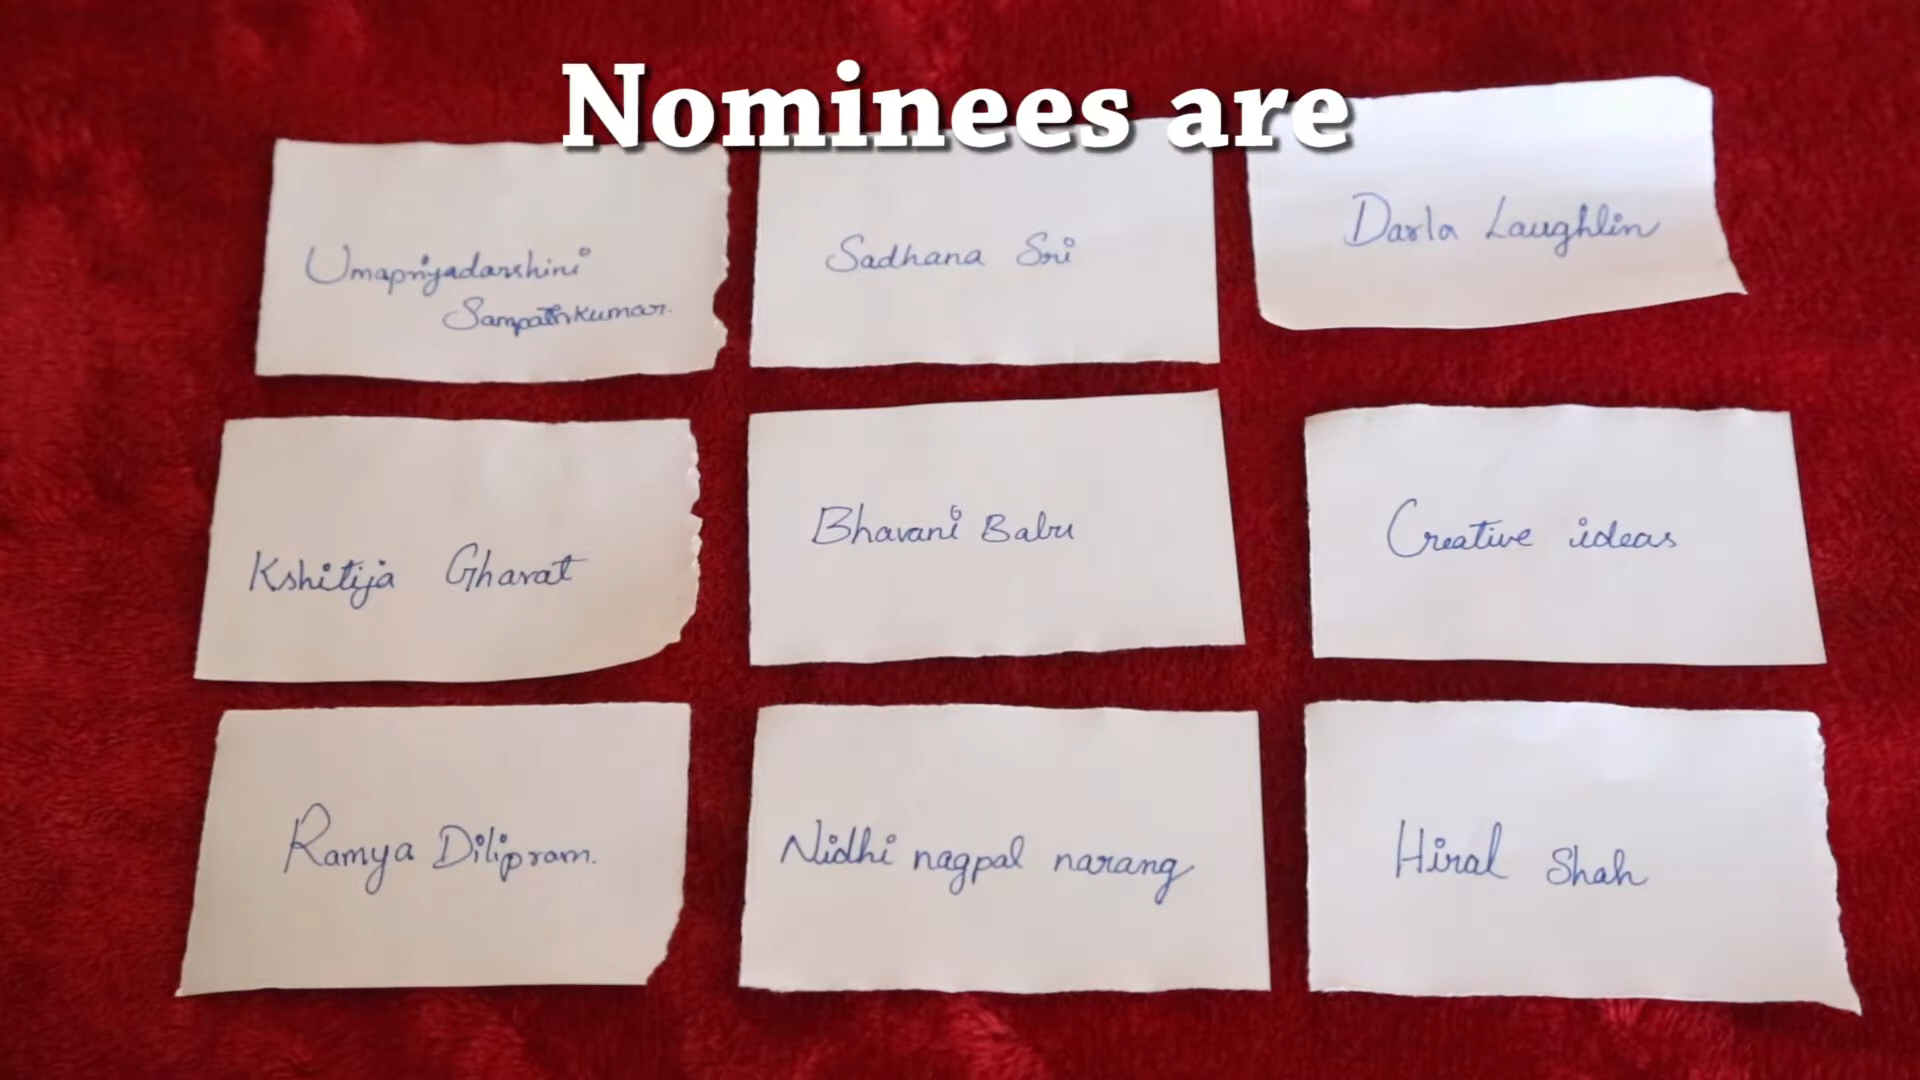 Nominees are
Umapriyadarshini
Sampathkumar.
Sadhana Sri
Darla Laughlin
Kshitija Gharat
Bhavani Babu
Creative ideas
Ramya Dilipram.
Nidhi nagpal narang
Hiral Shah